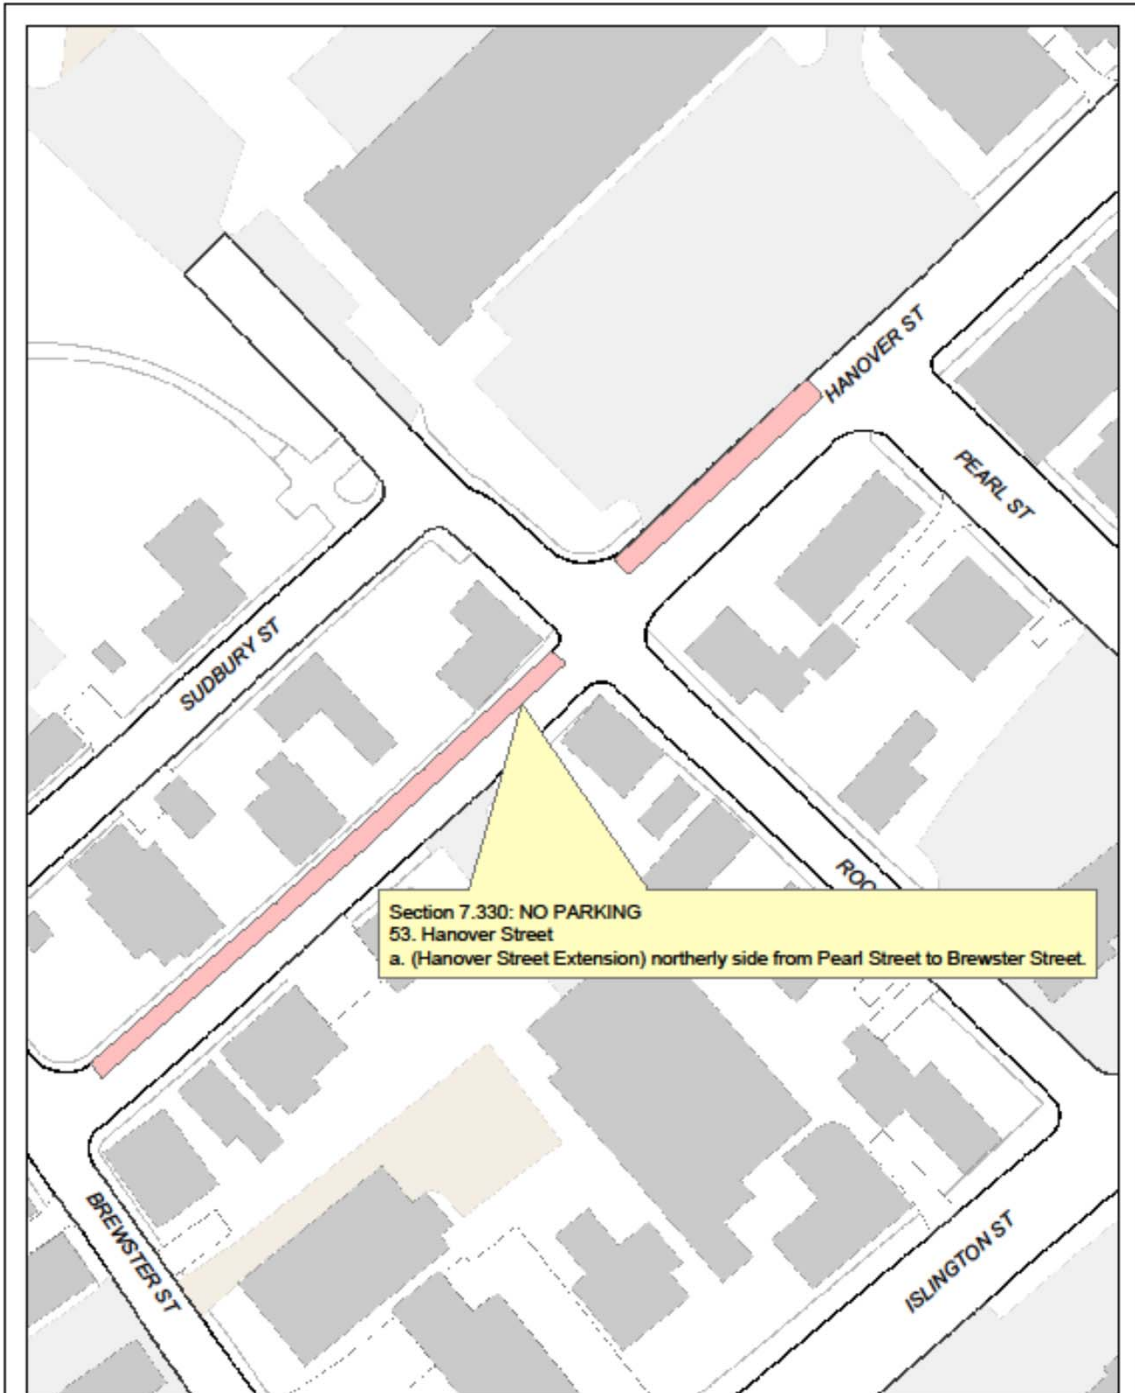 HANOVER ST
PEARL ST
SUDBURY ST
Section 7.330: NO PARKING
53. Hanover Street
a. (Hanover Street Extension) northerly side from Pearl Street to Brewster Street.
BREWSTER ST
ISLINGTON ST